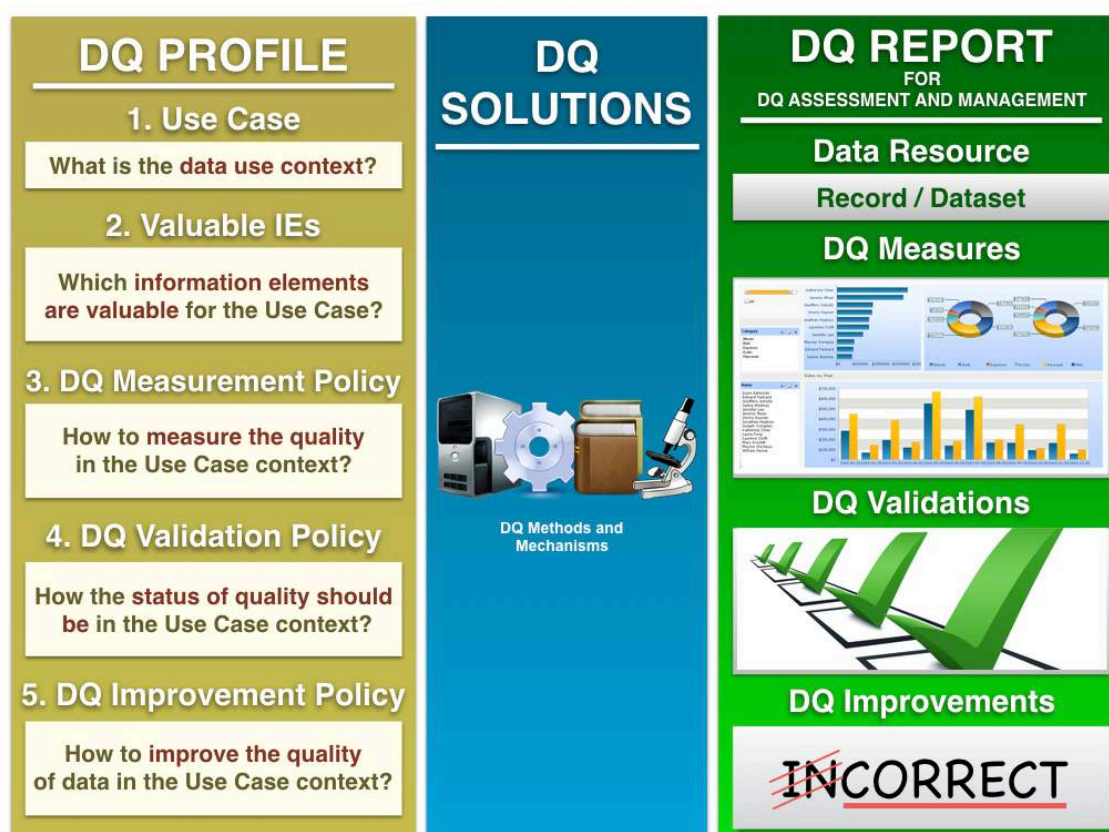 DQ PROFILE
1. Use Case
What is the data use context?
2. Valuable IEs
Which information elements
are valuable for the Use Case?
3. DQ Measurement Policy
How to measure the quality
in the Use Case context?
4. DQ Validation Policy
How the status of quality should
be in the Use Case context?
5. DQ Improvement Policy
How to improve the quality
of data in the Use Case context?
DQ
SOLUTIONS
DQ Methods and
Mechanisms
DQ REPORT
FOR
DQ ASSESSMENT AND MANAGEMENT
Data Resource
Record / Dataset
DQ Measures
DQ Validations
DQ Improvements
INCORRECT